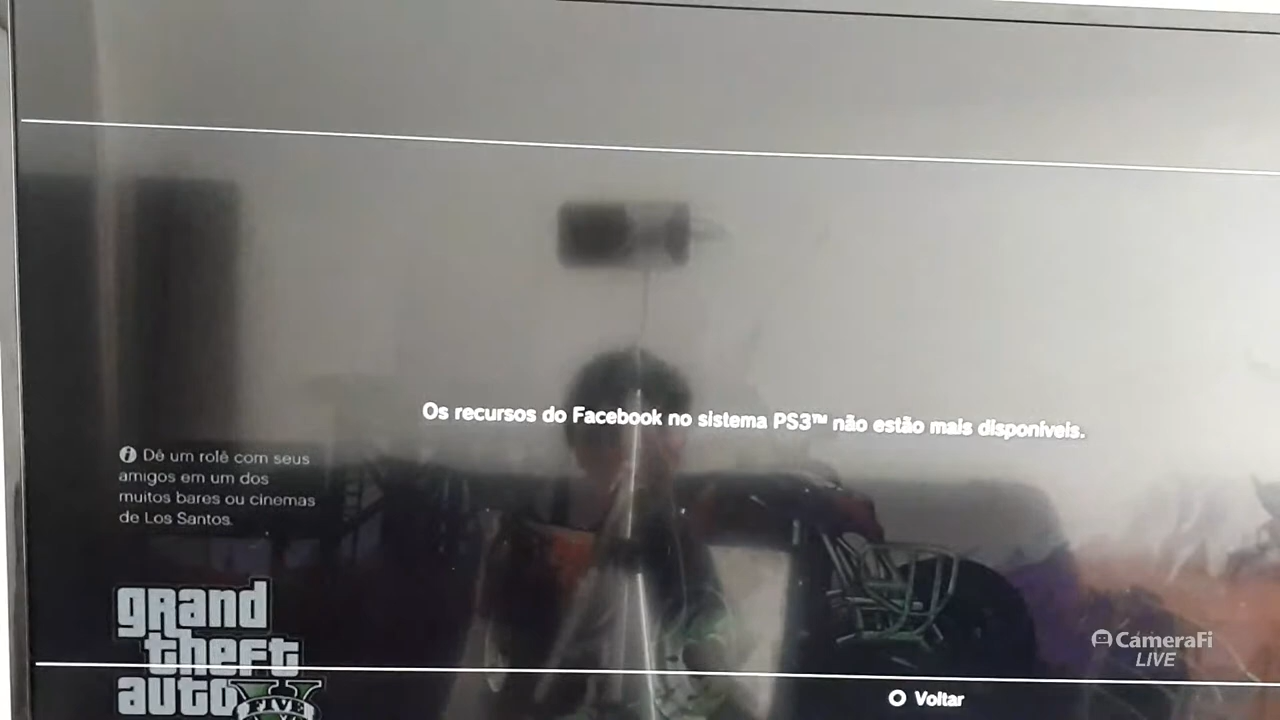 Os recursos do Facebook no sistema PS3™ não estão mais disponíveis.
Dê um rolê com seus
amigos em um dos
muitos bares ou cinemas
de Los Santos.
grand
theft
auto
FIVE
CameraFi
LIVE
Voltar